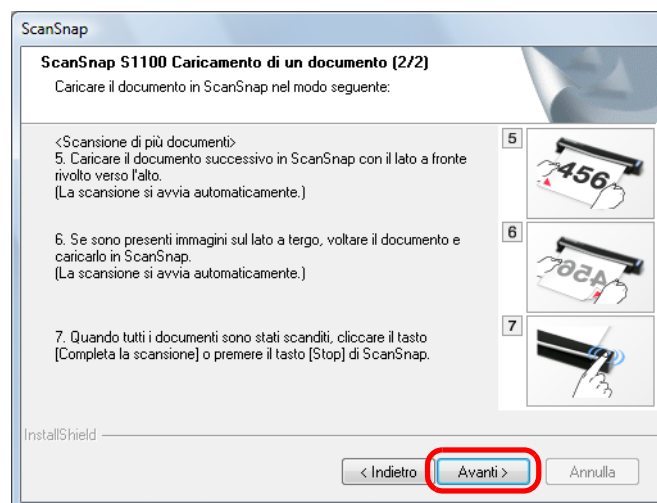 ScanSnap
ScanSnap S1100 Caricamento di un documento (2/2)
Caricare il documento in ScanSnap nel modo seguente:
<Scansione di più documenti>
5. Caricare il documento successivo in ScanSnap con il lato a fronte
rivolto verso l'alto.
(La scansione si avvia automaticamente.)
5
456
6. Se sono presenti immagini sul lato a tergo, voltare il documento e
caricarlo in ScanSnap.
(La scansione si avvia automaticamente.)
6
456
7. Quando tutti i documenti sono stati scanditi, cliccare il tasto
[Completa la scansione] o premere il tasto [Stop] di ScanSnap.
7
InstallShield
< Indietro
Avanti >
Annulla